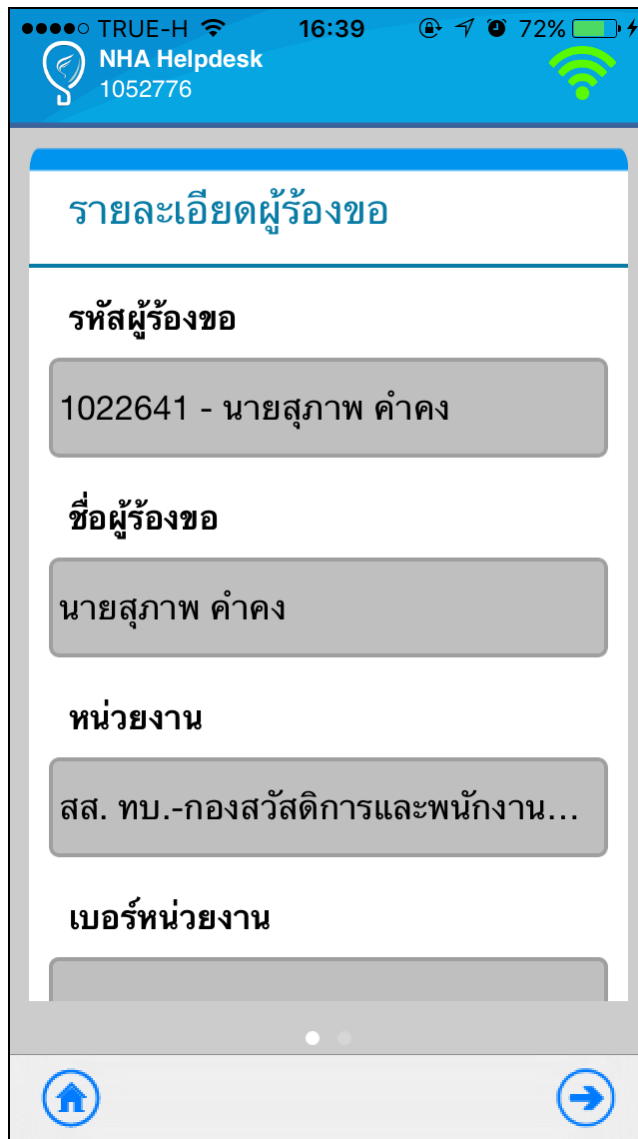 TRUE-H 16:39 72%
NHA Helpdesk
1052776
รายละเอียดผู้ร้องขอ
รหัสผู้ร้องขอ
1022641 - นายสุภาพ คำคง
ชื่อผู้ร้องขอ
นายสุภาพ คำคง
หน่วยงาน
สส. ทบ.-กองสวัสดิการและพนักงาน...
เบอร์หน่วยงาน